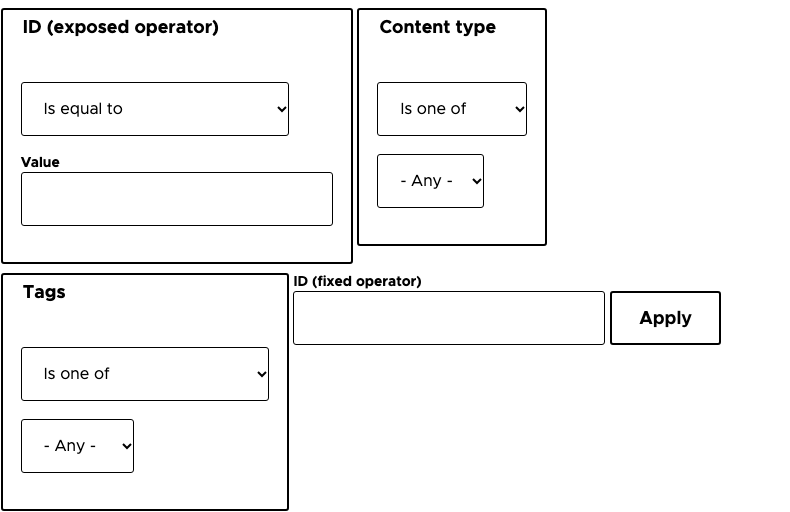 ID (exposed operator)
Is equal to
Value
Content type
Is one of
- Any -
Tags
Is one of
- Any -
ID (fixed operator)
Apply